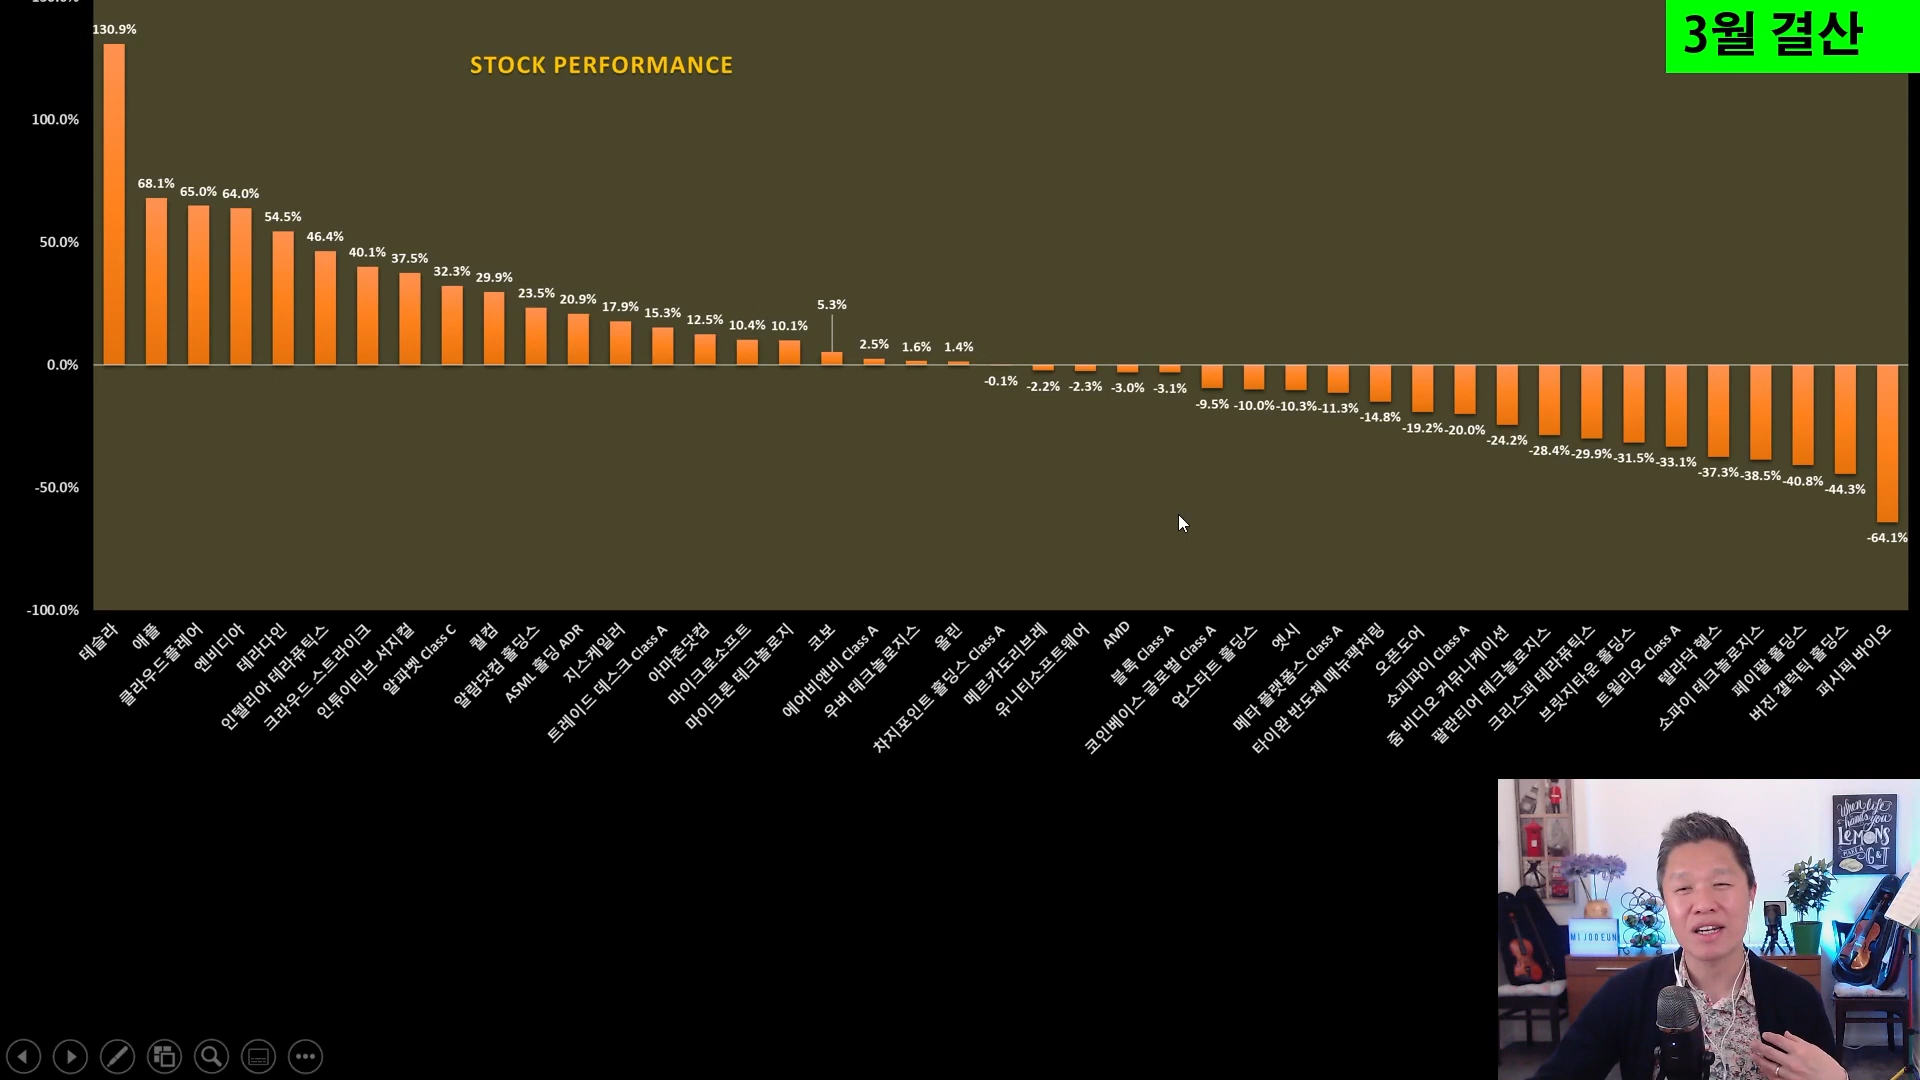 3월 결산
STOCK PERFORMANCE
100.0%
50.0%
0.0%
-50.0%
-100.0%
130.9%
68.1%
65.0%
64.0%
54.5%
46.4%
40.1%
37.5%
32.3%
29.9%
23.5%
20.9%
17.9%
15.3%
12.5%
10.4%
10.1%
5.3%
2.5%
1.6%
1.4%
-0.1%
-2.2%
-2.3%
-3.0%
-3.1%
-9.5%
-10.0%
-10.3%
-11.3%
-14.8%
-19.2%
-20.0%
-24.2%
-28.4%
-29.9%
-31.5%
-33.1%
-37.3%
-38.5%
-40.8%
-44.3%
-64.1%
테슬라
애플
클라우드플레어
엔비디아
테라다인
인텔리아 테라퓨틱스
크라우드 스트라이크
인튜이티브 서지컬
알파벳 Class C
퀄컴
알람닷컴 홀딩스
ASML 홀딩 ADR
지스케일러
트레이드 데스크 Class A
아마존닷컴
마이크로소프트
마이크론 테크놀로지
코보
에어비앤비 Class A
우버 테크놀로지스
올린
차지포인트 홀딩스 Class A
메르카도리브레
유니티소프트웨어
AMD
블록 Class A
코인베이스 글로벌 Class A
업스타트 홀딩스
엣시
메타 플랫폼스 Class A
타이완 반도체 매뉴팩처링
오픈도어
쇼피파이 Class A
줌 비디오 커뮤니케이션
팔란티어 테크놀로지스
크리스퍼 테라퓨틱스
브릿지타운 홀딩스
트윌리오 Class A
텔라닥 헬스
소파이 테크놀로지스
페이팔 홀딩스
버진 갤럭틱 홀딩스
퍼시픽 바이오
When life
hands you
LEMONS
MAKE A
G&T
MIJOOEUN